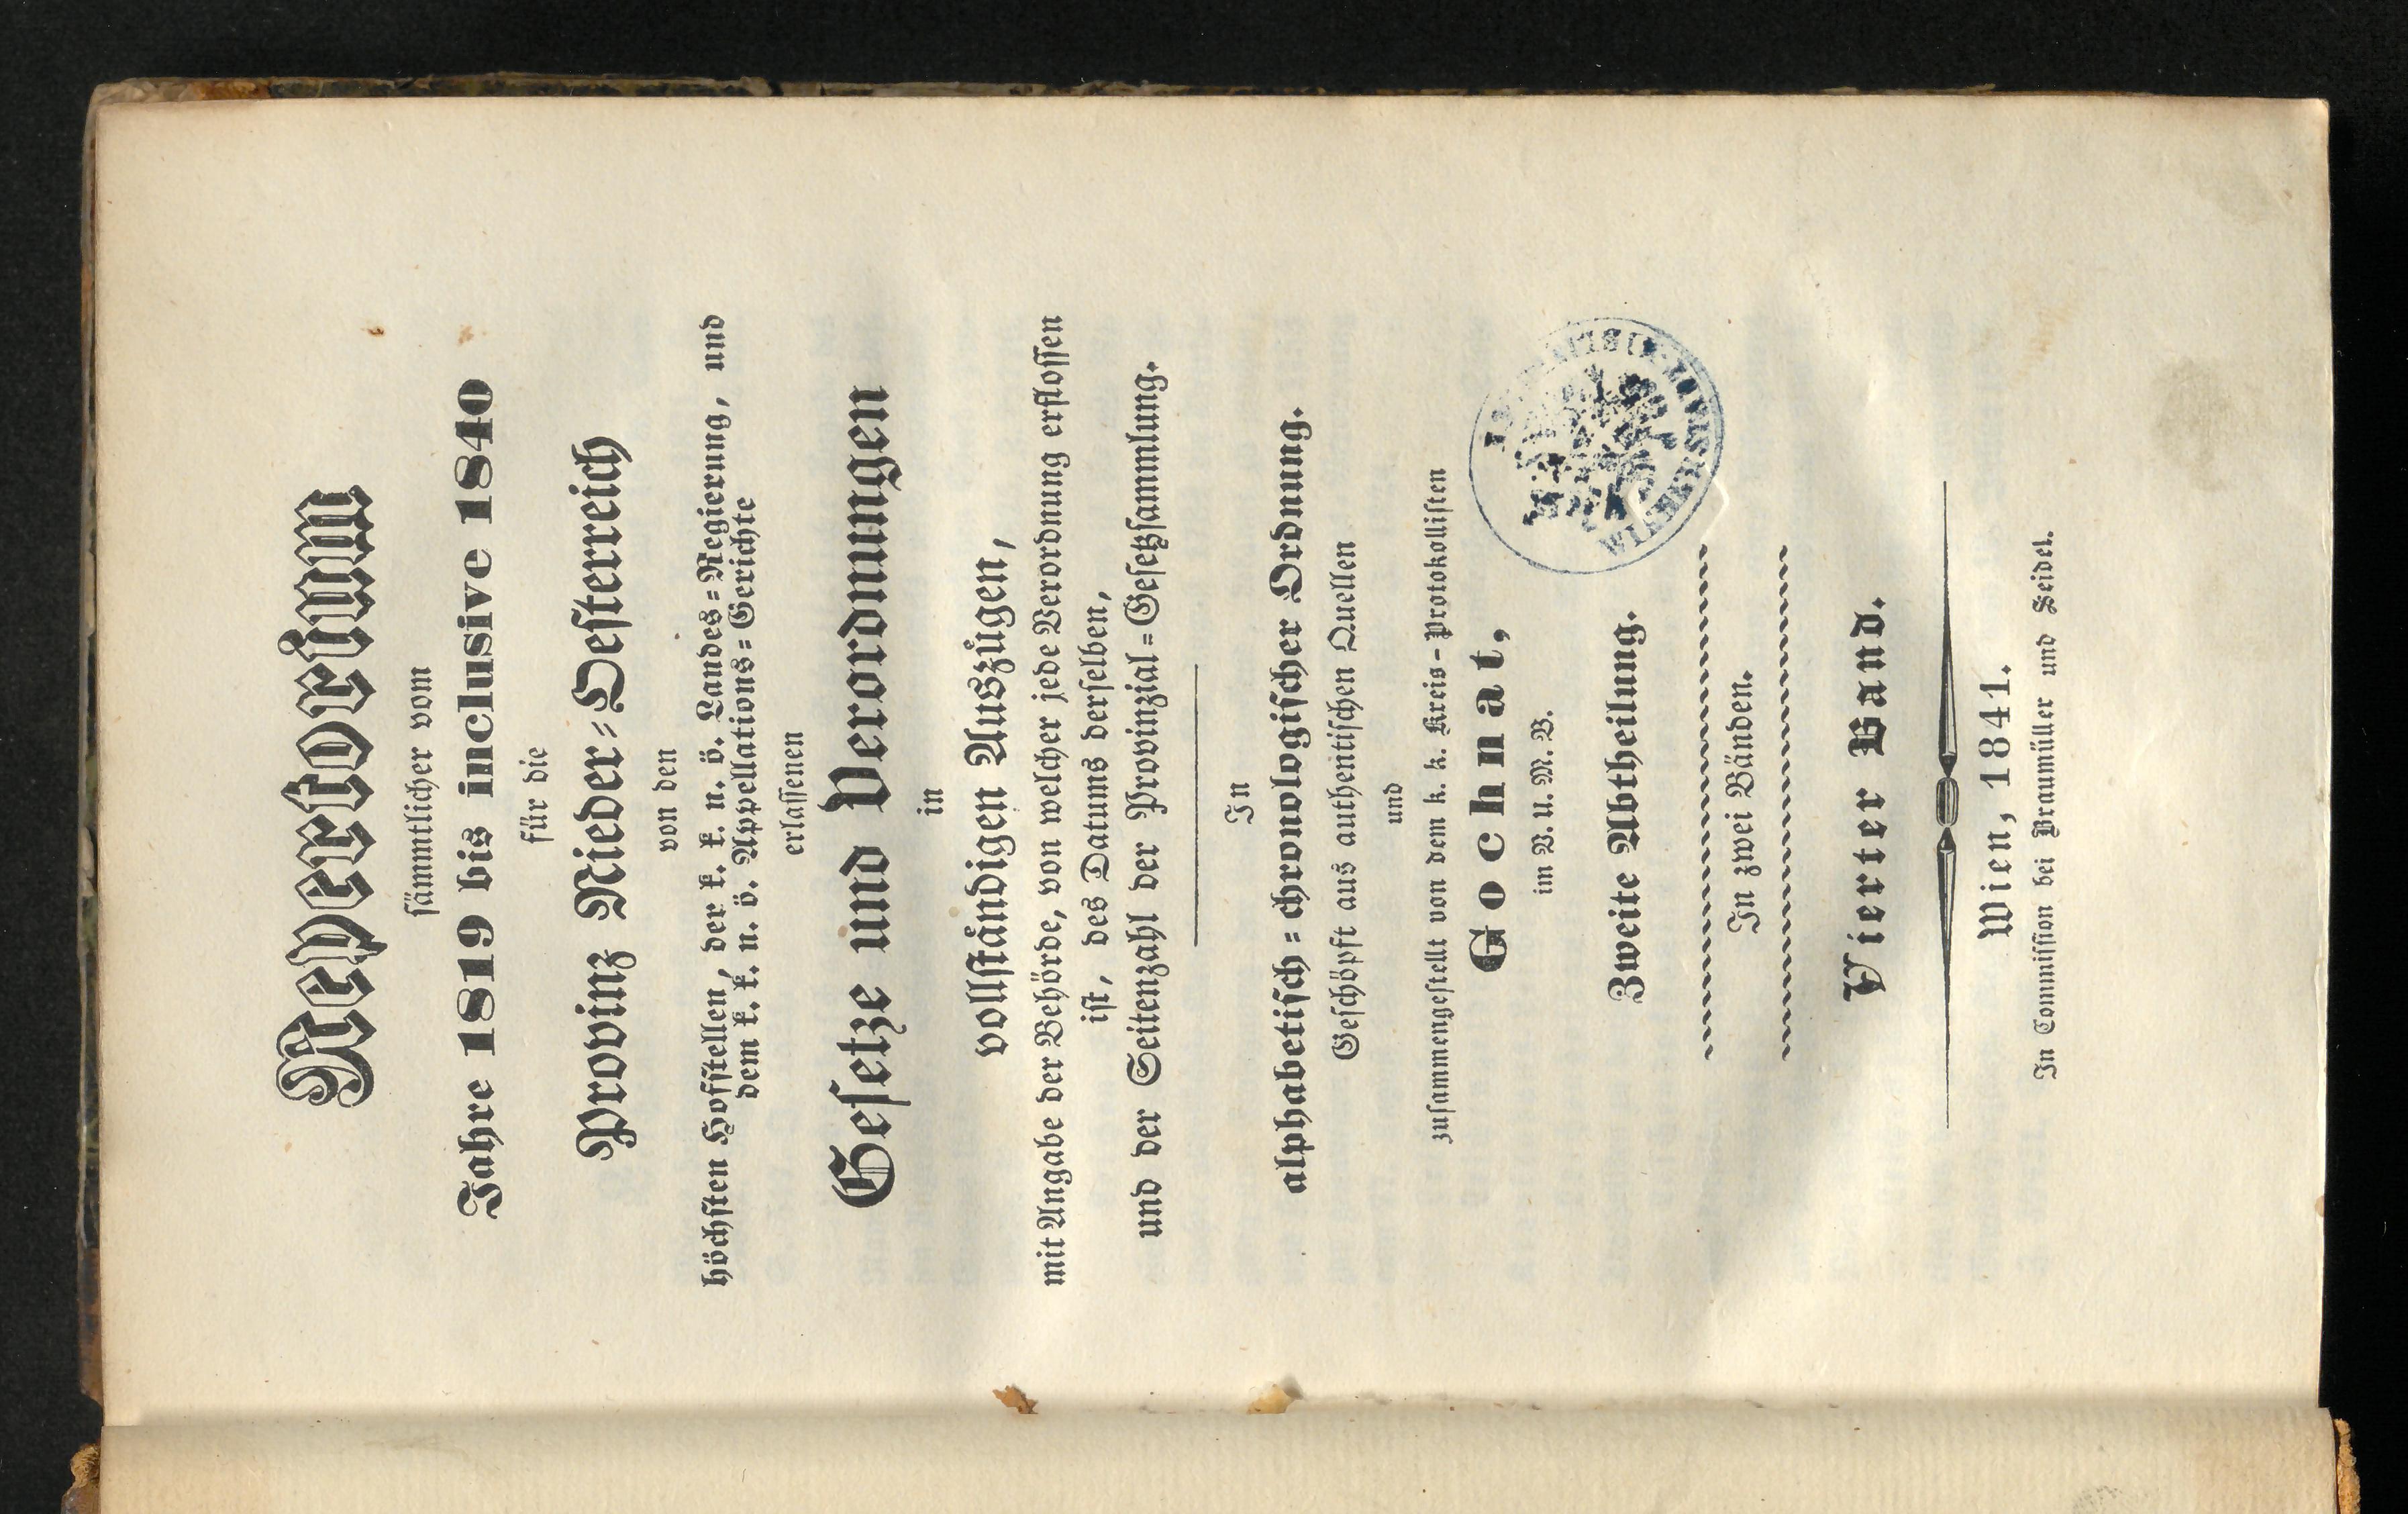 Repertorium
sämmtlicher vom
Jahre 1819 bis inclusive 1840
für die
Provinz Nieder=Oesterreich
von den
höchsten Hofstellen, der k. k. n. ö. Landes=Regierung, und
dem k. k. n. ö. Appellations=Gerichte
erlassenen
Gesetze und Verordnungen
in
vollständigen Auszügen,
mit Angabe der Behörde, von welcher jede Verordnung erflossen
ist, des Datums derselben,
und der Seitenzahl der Provinzial=Gesetzsammlung.
In
alphabetisch=chronologischer Ordnung.
Geschöpft aus authentischen Quellen
und
zusammengestellt von dem k. k. Kreis-Protokollisten
Gochnat,
im V. U. M. B.
Zweite Abtheilung.
In zwei Bänden.
Vierter Band.
Wien, 1841.
In Commission bei Braumüller und Seidel.